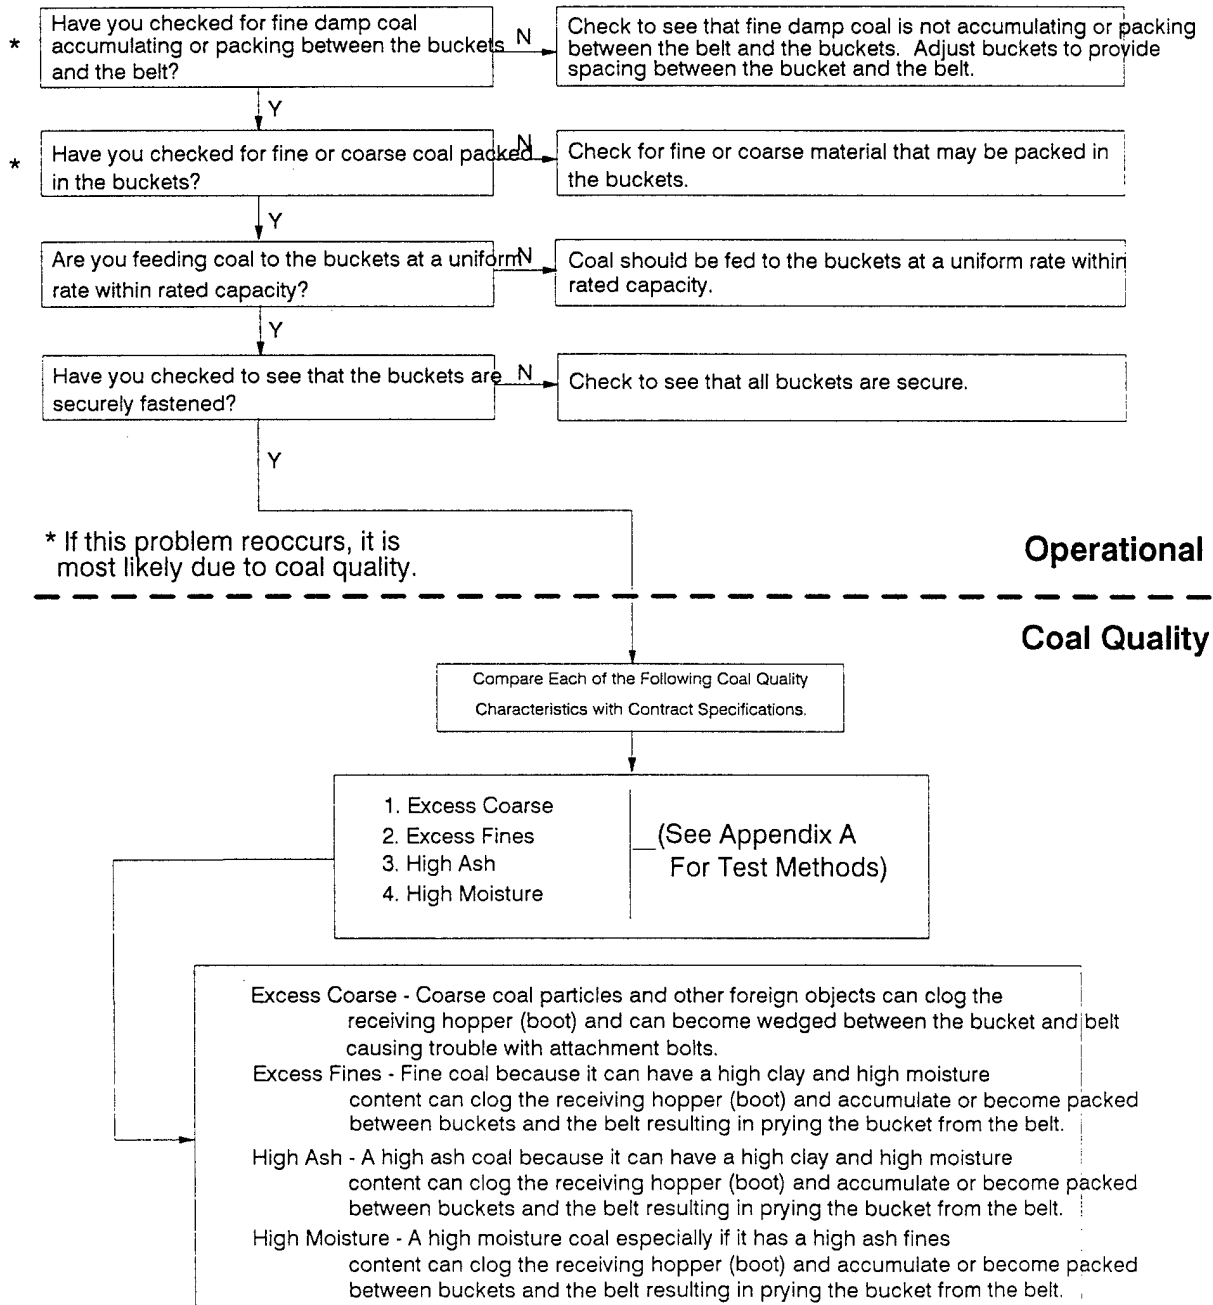 * Have you checked for fine damp coal
accumulating or packing between the buckets
and the belt?
N
Check to see that fine damp coal is not accumulating or packing
between the belt and the buckets. Adjust buckets to provide
spacing between the bucket and the belt.
Y
* Have you checked for fine or coarse coal packed
in the buckets?
N
Check for fine or coarse material that may be packed in
the buckets.
Y
Are you feeding coal to the buckets at a uniform
rate within rated capacity?
N
Coal should be fed to the buckets at a uniform rate within
rated capacity.
Y
Have you checked to see that the buckets are
securely fastened?
N
Check to see that all buckets are secure.
Y
* If this problem reoccurs, it is
most likely due to coal quality.
Operational
Coal Quality
Compare Each of the Following Coal Quality
Characteristics with Contract Specifications.
1. Excess Coarse
2. Excess Fines
3. High Ash
4. High Moisture
(See Appendix A
For Test Methods)
Excess Coarse - Coarse coal particles and other foreign objects can clog the
receiving hopper (boot) and can become wedged between the bucket and belt
causing trouble with attachment bolts.
Excess Fines - Fine coal because it can have a high clay and high moisture
content can clog the receiving hopper (boot) and accumulate or become packed
between buckets and the belt resulting in prying the bucket from the belt.
High Ash - A high ash coal because it can have a high clay and high moisture
content can clog the receiving hopper (boot) and accumulate or become packed
between buckets and the belt resulting in prying the bucket from the belt.
High Moisture - A high moisture coal especially if it has a high ash fines
content can clog the receiving hopper (boot) and accumulate or become packed
between buckets and the belt resulting in prying the bucket from the belt.